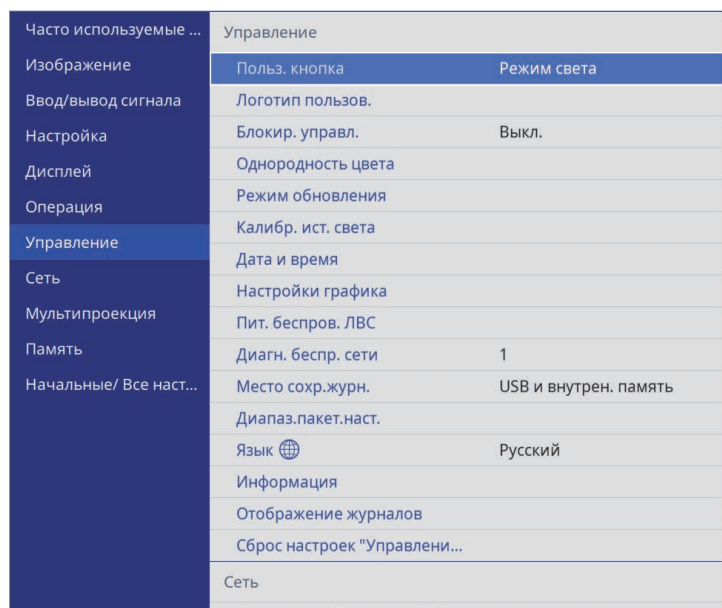 Часто используемые ...
Изображение
Ввод/вывод сигнала
Настройка
Дисплей
Операция
Управление
Сеть
Мультипроекция
Память
Начальные/ Все наст...
Управление
Польз. кнопка Режим света
Логотип пользов.
Блокир. управл. Выкл.
Однородность цвета
Режим обновления
Калибр. ист. света
Дата и время
Настройки графика
Пит. беспров. ЛВС
Диагн. беспр. сети 1
Место сохр.журн. USB и внутрен. память
Диапаз.пакет.наст.
Язык Русский
Информация
Отображение журналов
Сброс настроек "Управлени...
Сеть